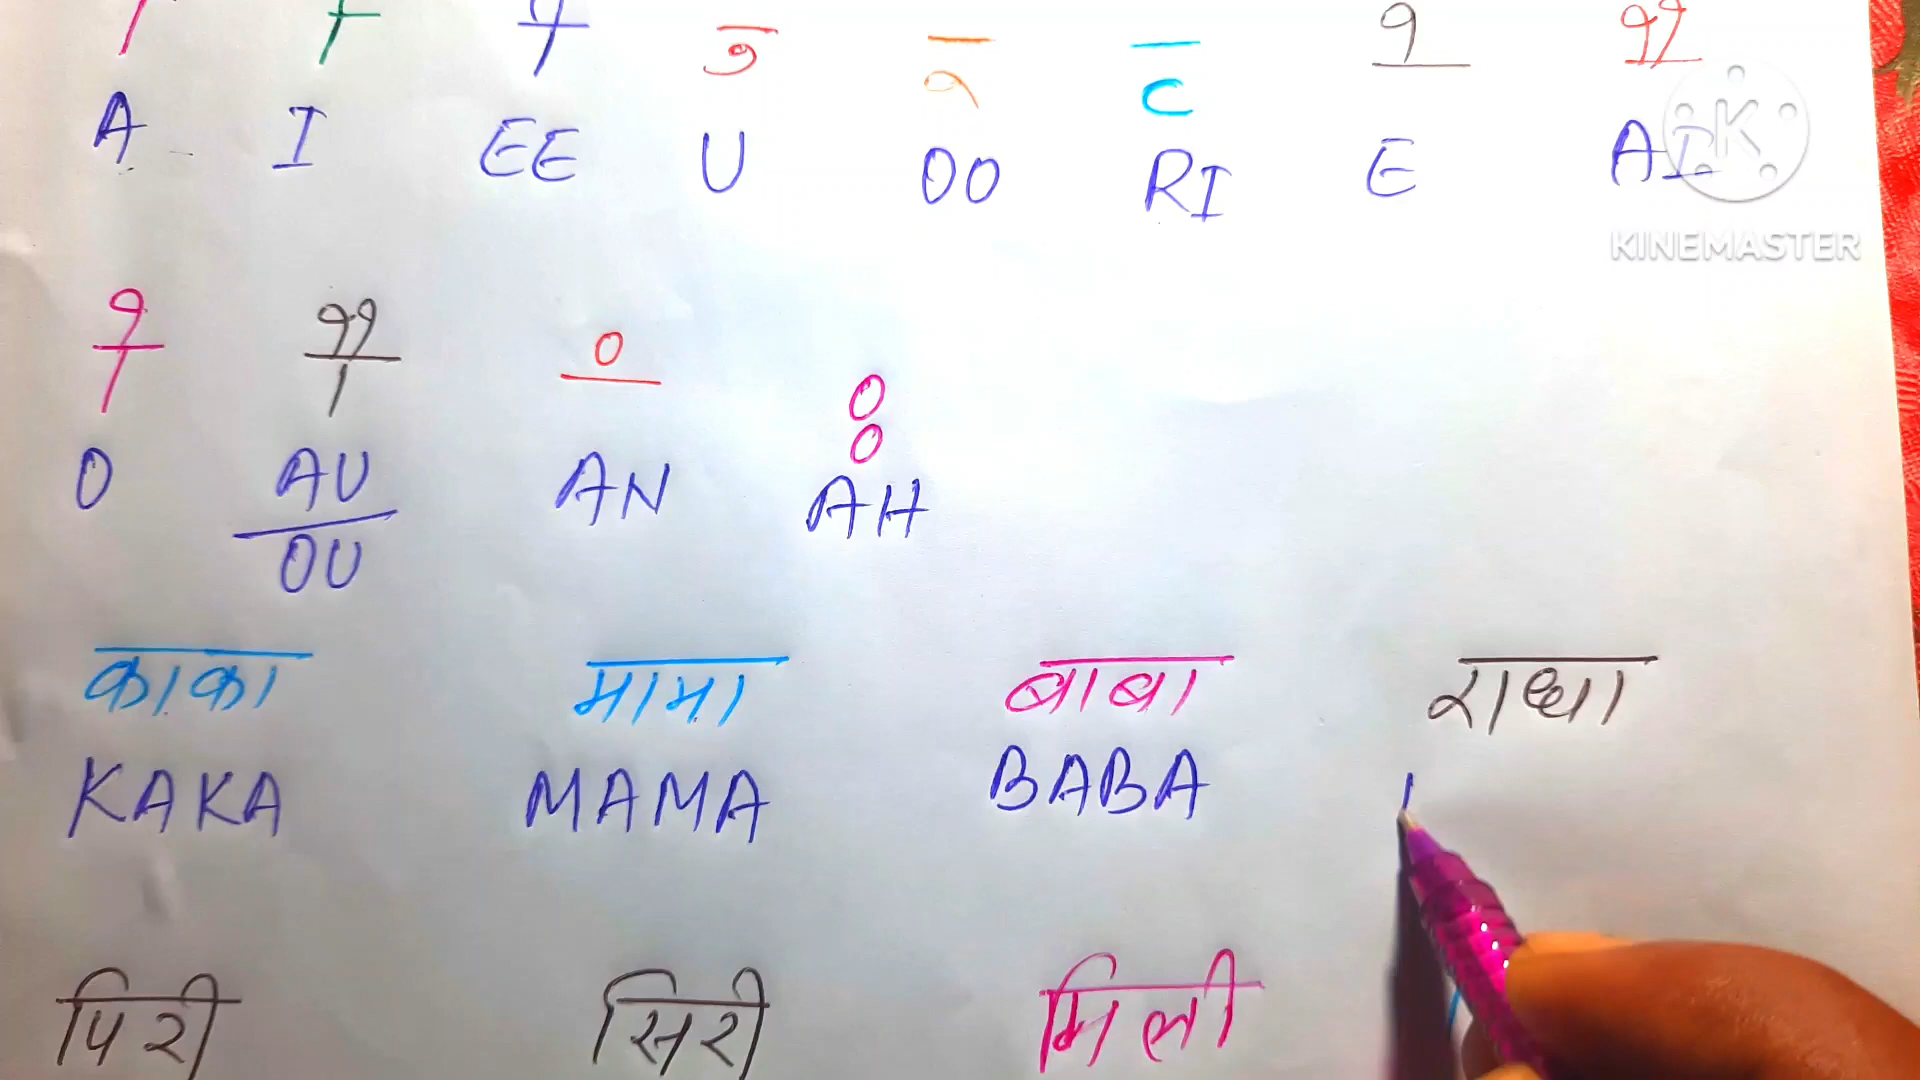 ा ि ी ु ू ृ े ै
A I EE U OO RI E AI
KINEMASTER
ो ौ ं ः
O AU AN AH
OU
काका मामा बाबा राधा
KAKA MAMA BABA
पिरी सिरी मिली